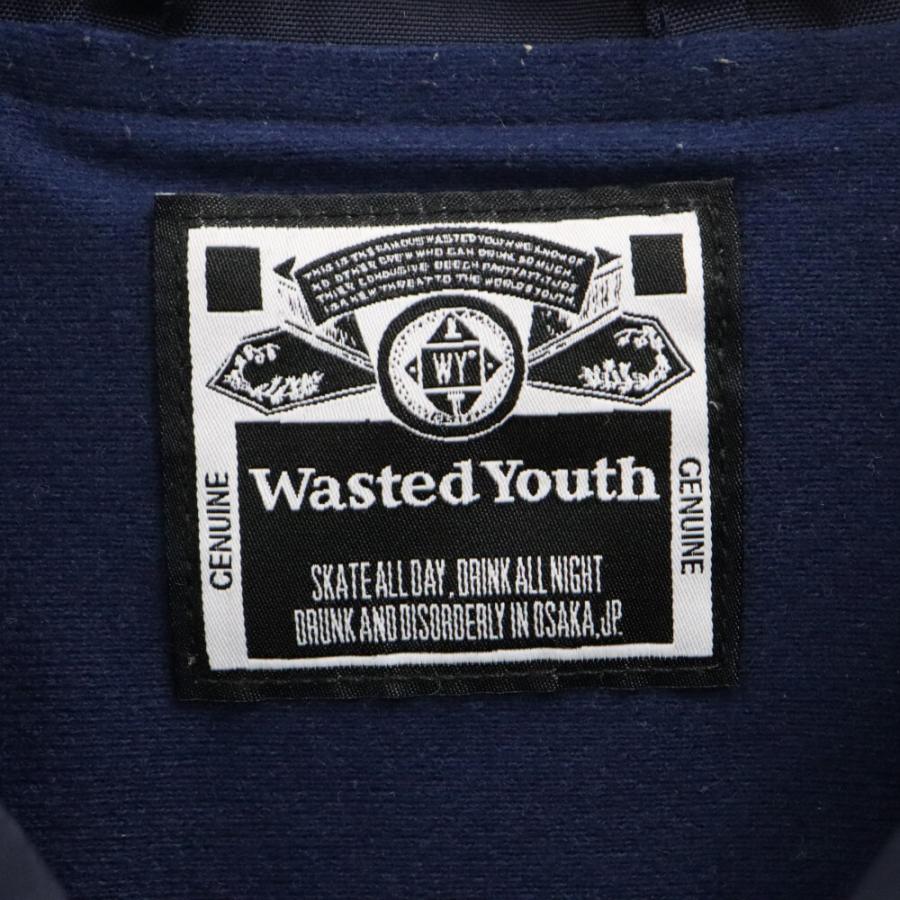 THIS IS THE FAMOUS WASTED YOUTH WE KNOW OF
NO OTHER CREW WHO CAN DRINK SO MUCH.
THIER CONDUSIVE BEECH PARTY ATTITUDE
IS A NEW THREAT TO THE WORLDS YOUTH.
WY
Wasted Youth
GENUINE
GENUINE
SKATE ALL DAY, DRINK ALL NIGHT
DRUNK AND DISORDERLY IN OSAKA, JP.